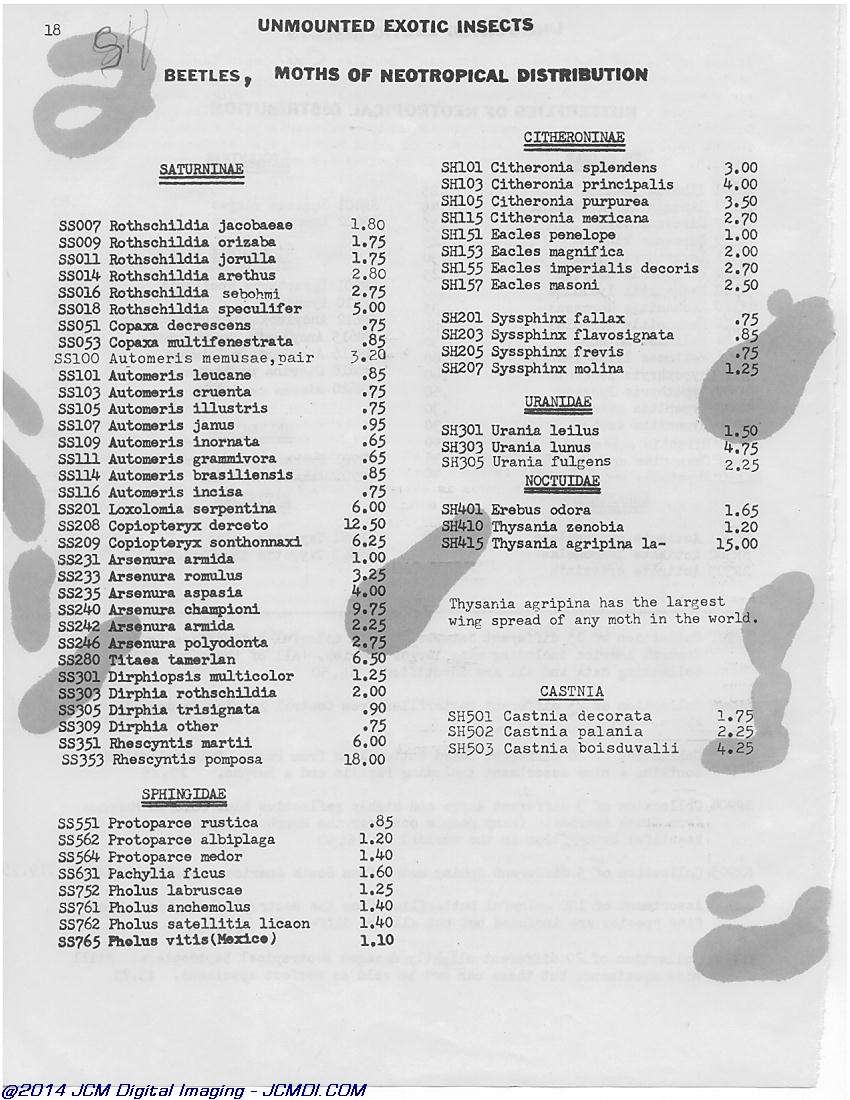 18
SH
UNMOUNTED EXOTIC INSECTS
BEETLES, MOTHS OF NEOTROPICAL DISTRIBUTION
SATURNINAE
SS007 Rothschildia jacobaeae 1.80
SS009 Rothschildia orizaba 1.75
SS011 Rothschildia jorulla 1.75
SS014 Rothschildia arethus 2.80
SS016 Rothschildia sebohmi 2.75
SS018 Rothschildia speculifer 5.00
SS051 Copaxa decrescens .75
SS053 Copaxa multifenestrata .85
SS100 Automeris memusae,pair 3.20
SS101 Automeris leucane .85
SS103 Automeris cruenta .75
SS105 Automeris illustris .75
SS107 Automeris janus .95
SS109 Automeris inornata .65
SS111 Automeris grammivora .65
SS114 Automeris brasiliensis .85
SS116 Automeris incisa .75
SS201 Loxolomia serpentina 6.00
SS208 Copiopteryx derceto 12.50
SS209 Copiopteryx sonthonnaxi 6.25
SS231 Arsenura armida 1.00
SS233 Arsenura romulus 3.25
SS235 Arsenura aspasia 4.00
SS240 Arsenura championi 9.75
SS242 Arsenura armida 2.25
SS246 Arsenura polyodonta 2.75
SS280 Titaea tamerlan 6.50
SS301 Dirphiopsis multicolor 1.25
SS303 Dirphia rothschildia 2.00
SS305 Dirphia trisignata .90
SS309 Dirphia other .75
SS351 Rhescyntis martii 6.00
SS353 Rhescyntis pomposa 18.00
SPHINGIDAE
SS551 Protoparce rustica .85
SS562 Protoparce albiplaga 1.20
SS564 Protoparce medor 1.40
SS631 Pachylia ficus 1.60
SS752 Pholus labruscae 1.25
SS761 Pholus anchemolus 1.40
SS762 Pholus satellitia licaon 1.40
SS765 Pholus vitis(Mexico) 1.10
CITHERONINAE
SH101 Citheronia splendens 3.00
SH103 Citheronia principalis 4.00
SH105 Citheronia purpurea 3.50
SH115 Citheronia mexicana 2.70
SH151 Eacles penelope 1.00
SH153 Eacles magnifica 2.00
SH155 Eacles imperialis decoris 2.70
SH157 Eacles masoni 2.50
SH201 Syssphinx fallax .75
SH203 Syssphinx flavosignata .85
SH205 Syssphinx frevis .75
SH207 Syssphinx molina 1.25
URANIDAE
SH301 Urania leilus 1.50
SH303 Urania lunus 4.75
SH305 Urania fulgens 2.25
NOCTUIDAE
SH401 Erebus odora 1.65
SH410 Thysania zenobia 1.20
SH415 Thysania agripina la- 15.00
Thysania agripina has the largest
wing spread of any moth in the world.
CASTNIA
SH501 Castnia decorata 1.75
SH502 Castnia palania 2.25
SH503 Castnia boisduvalii 4.25
@2014 JCM Digital Imaging - JCMDI.COM